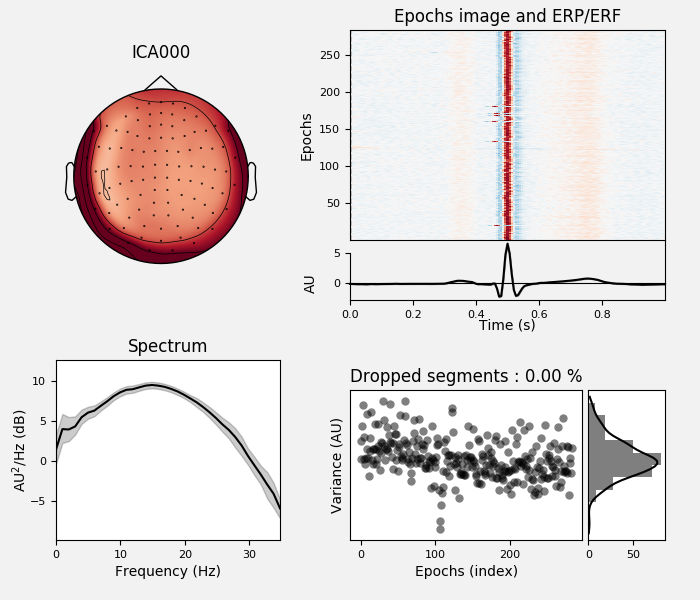 ICA000
Epochs image and ERP/ERF
Epochs
250
200
150
100
50
AU
5
0
0.0 0.2 0.4 0.6 0.8
Time (s)
Spectrum
AU²/Hz (dB)
10
5
0
−5
0 10 20 30
Frequency (Hz)
Dropped segments : 0.00 %
Variance (AU)
0 100 200
Epochs (index)
0 50